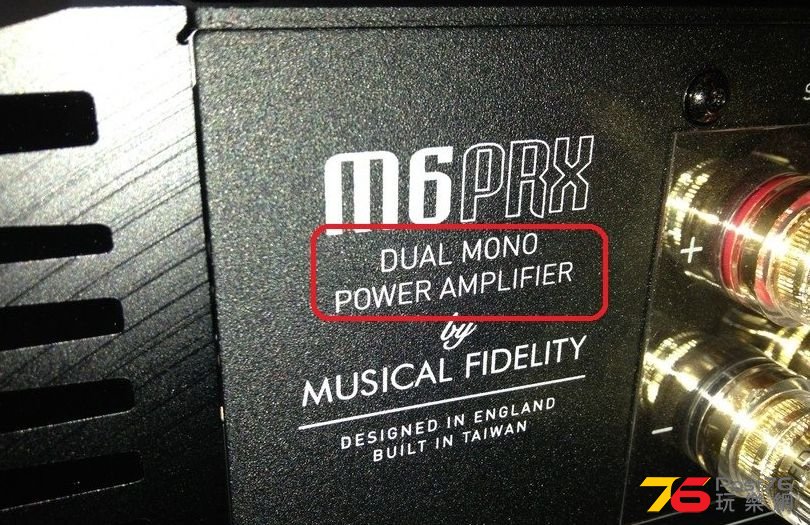 M6PRX
DUAL MONO
POWER AMPLIFIER
by
MUSICAL FIDELITY
DESIGNED IN ENGLAND
BUILT IN TAIWAN
+
S
−
76
玩樂網